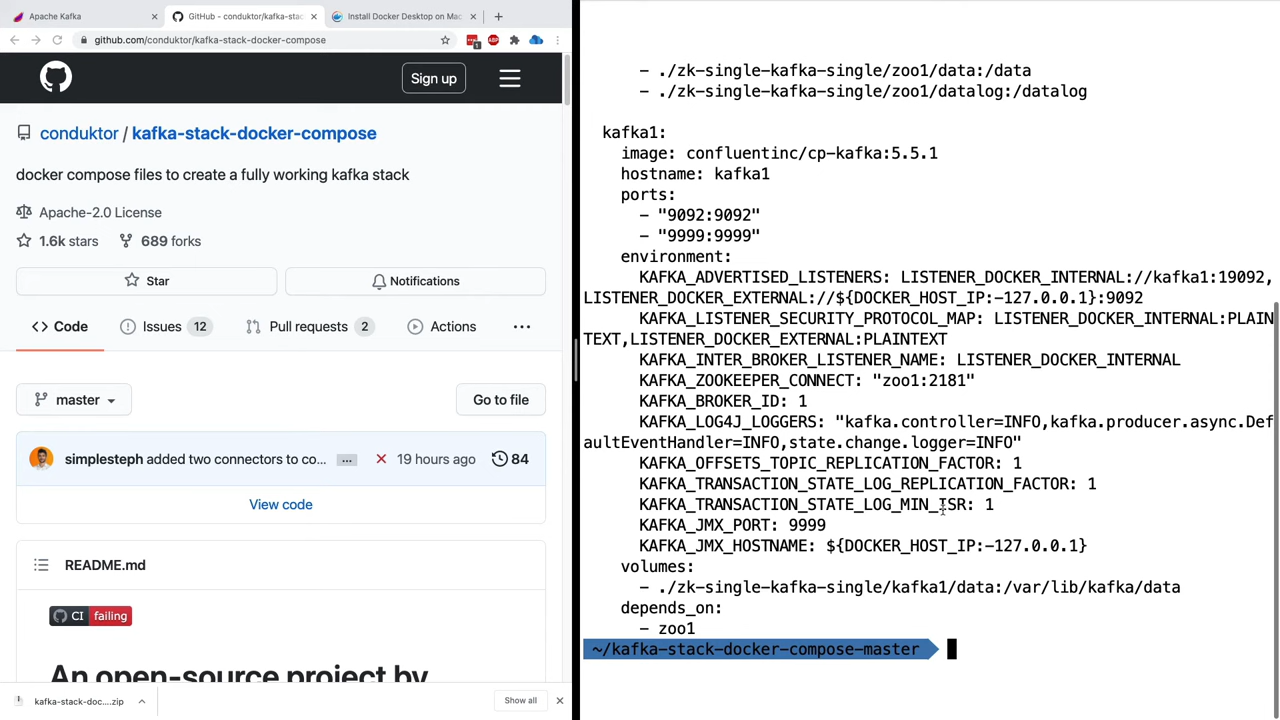 Apache Kafka
GitHub - conduktor/kafka-stac
Install Docker Desktop on Mac
github.com/conduktor/kafka-stack-docker-compose
1
ABP
Sign up
conduktor / kafka-stack-docker-compose
docker compose files to create a fully working kafka stack
Apache-2.0 License
1.6k stars 689 forks
Star
Notifications
Code
Issues 12
Pull requests 2
Actions
...
master
Go to file
simplesteph added two connectors to co... ... 19 hours ago 84
View code
README.md
CI failing
An open-source project by
kafka-stack-doc....zip
Show all
- ./zk-single-kafka-single/zoo1/data:/data
- ./zk-single-kafka-single/zoo1/datalog:/datalog
kafka1:
image: confluentinc/cp-kafka:5.5.1
hostname: kafka1
ports:
- "9092:9092"
- "9999:9999"
environment:
KAFKA_ADVERTISED_LISTENERS: LISTENER_DOCKER_INTERNAL://kafka1:19092,
LISTENER_DOCKER_EXTERNAL://${DOCKER_HOST_IP:-127.0.0.1}:9092
KAFKA_LISTENER_SECURITY_PROTOCOL_MAP: LISTENER_DOCKER_INTERNAL:PLAIN
TEXT,LISTENER_DOCKER_EXTERNAL:PLAINTEXT
KAFKA_INTER_BROKER_LISTENER_NAME: LISTENER_DOCKER_INTERNAL
KAFKA_ZOOKEEPER_CONNECT: "zoo1:2181"
KAFKA_BROKER_ID: 1
KAFKA_LOG4J_LOGGERS: "kafka.controller=INFO,kafka.producer.async.Def
aultEventHandler=INFO,state.change.logger=INFO"
KAFKA_OFFSETS_TOPIC_REPLICATION_FACTOR: 1
KAFKA_TRANSACTION_STATE_LOG_REPLICATION_FACTOR: 1
KAFKA_TRANSACTION_STATE_LOG_MIN_ISR: 1
KAFKA_JMX_PORT: 9999
KAFKA_JMX_HOSTNAME: ${DOCKER_HOST_IP:-127.0.0.1}
volumes:
- ./zk-single-kafka-single/kafka1/data:/var/lib/kafka/data
depends_on:
- zoo1
~/kafka-stack-docker-compose-master